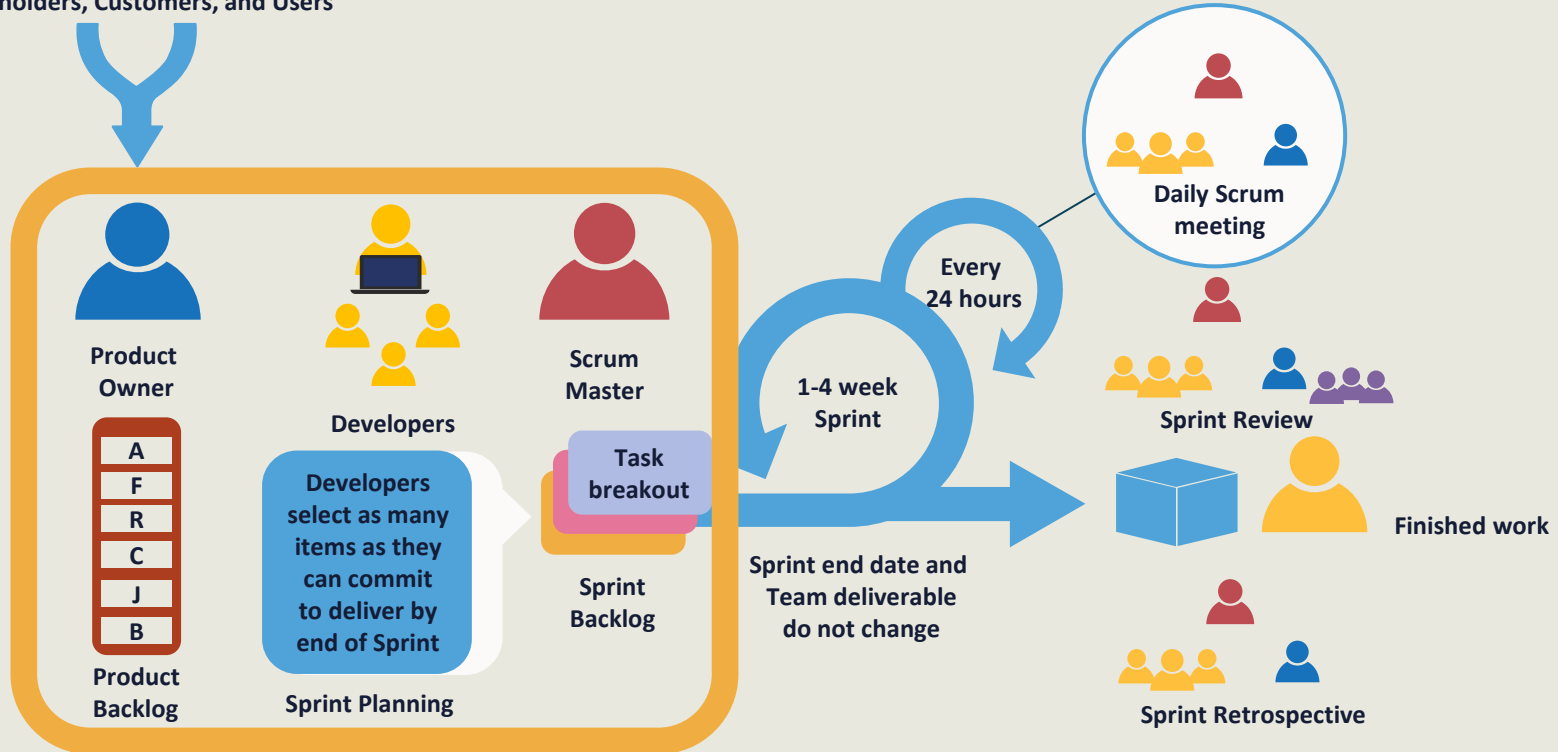 holders, Customers, and Users
Product
Owner
A
F
R
C
J
B
Product
Backlog
Developers
Developers
select as many
items as they
can commit
to deliver by
end of Sprint
Sprint Planning
Scrum
Master
Task
breakout
Sprint
Backlog
1-4 week
Sprint
Every
24 hours
Sprint end date and
Team deliverable
do not change
Daily Scrum
meeting
Sprint Review
Finished work
Sprint Retrospective